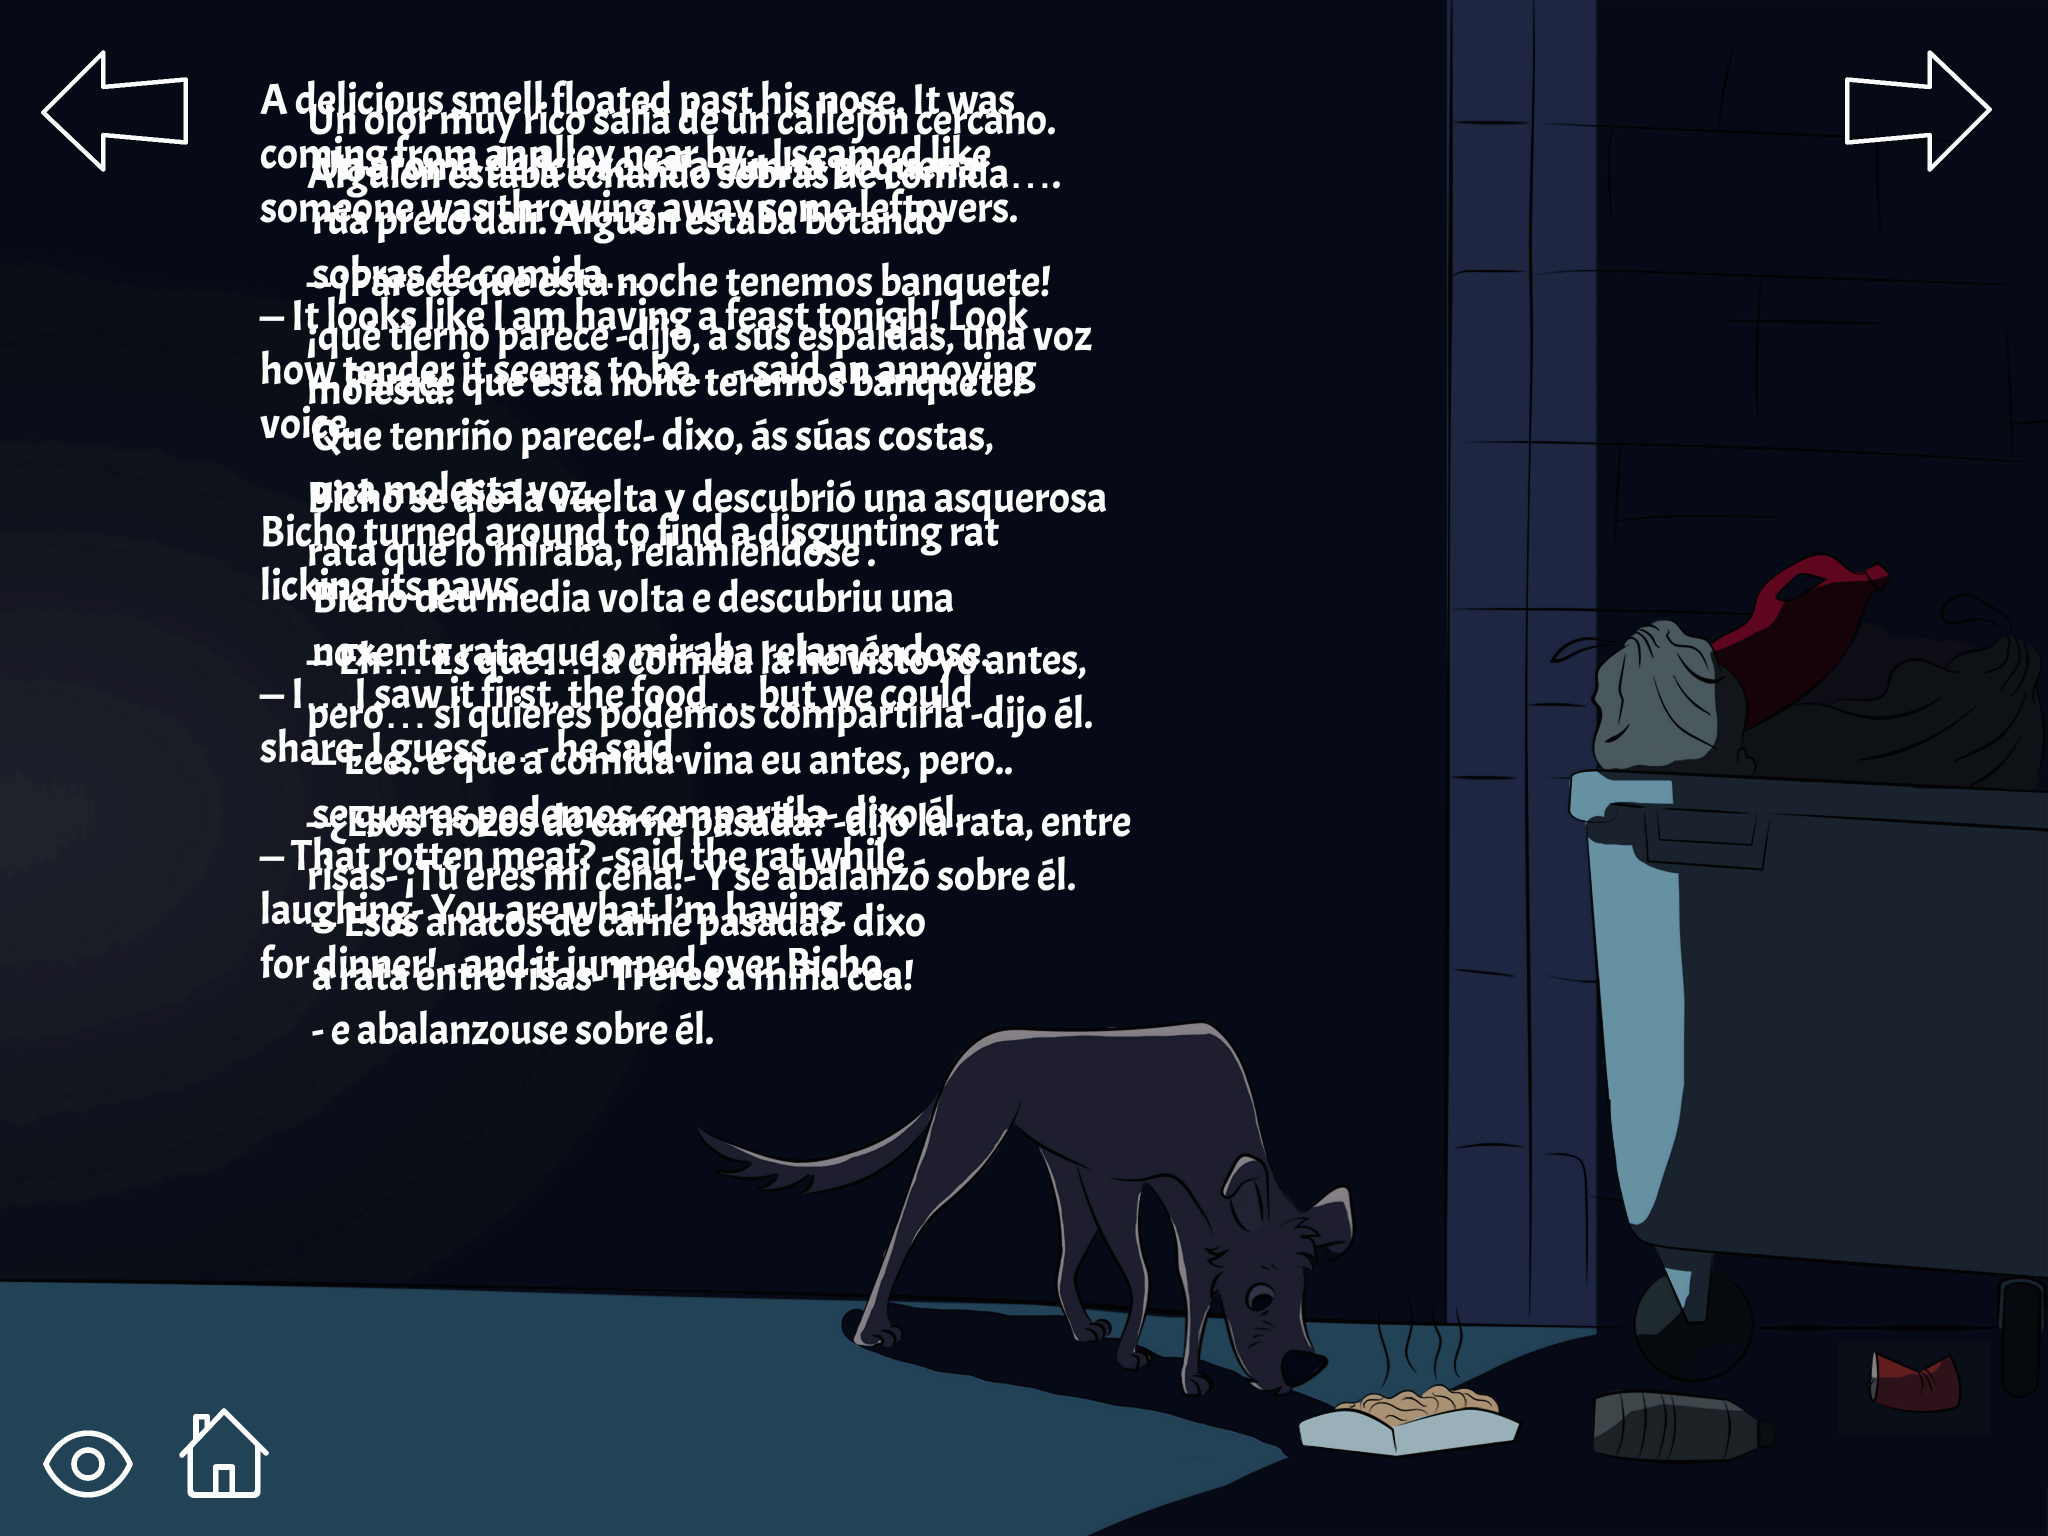 A delicious smell floated past his nose. It was
coming from an alley near by. I seamed like
someone was throwing away some leftovers.
– It looks like I am having a feast tonigh! Look
how tender it seems to be... - said an annoying
voice.
Bicho turned around to find a disgunting rat
licking its paws.
– I... I saw it first, the food... but we could
share, I guess... - he said.
– That rotten meat? -said the rat while
laughing- You are what I'm having
for dinner! - and it jumped over Bicho.
Un olor muy rico salía de un callejón cercano.
Alguien estaba echando sobras de comida....
– ¡Parece que esta noche tenemos banquete!
¡que tierno parece -dijo, a sus espaldas, una voz
molesta.
Bicho se dio la vuelta y descubrió una asquerosa
rata que lo miraba, relamiéndose .
– Eh... Es que... la comida la he visto yo antes,
pero... si quieres podemos compartirla -dijo él.
– ¿Esos trozos de carne pasada? -dijo la rata, entre
risas- ¡Tú eres mi cena!- Y se abalanzó sobre él.
rúa preto dalí. Alguén estaba botando
sobras de comida...
– Parece que esta noite teremos banquete!
Que tenriño parece!- dixo, ás súas costas,
unha molesta voz.
Bicho deu media volta e descubriu una
noxenta rata que o miraba relaméndose.
– Eee.. e que a comida vina eu antes, pero..
se queres podemos compartila- dixo él.
– Esos anacos de carne pasada?- dixo
a rata entre risas- Ti eres a miña cea!
- e abalanzouse sobre él.